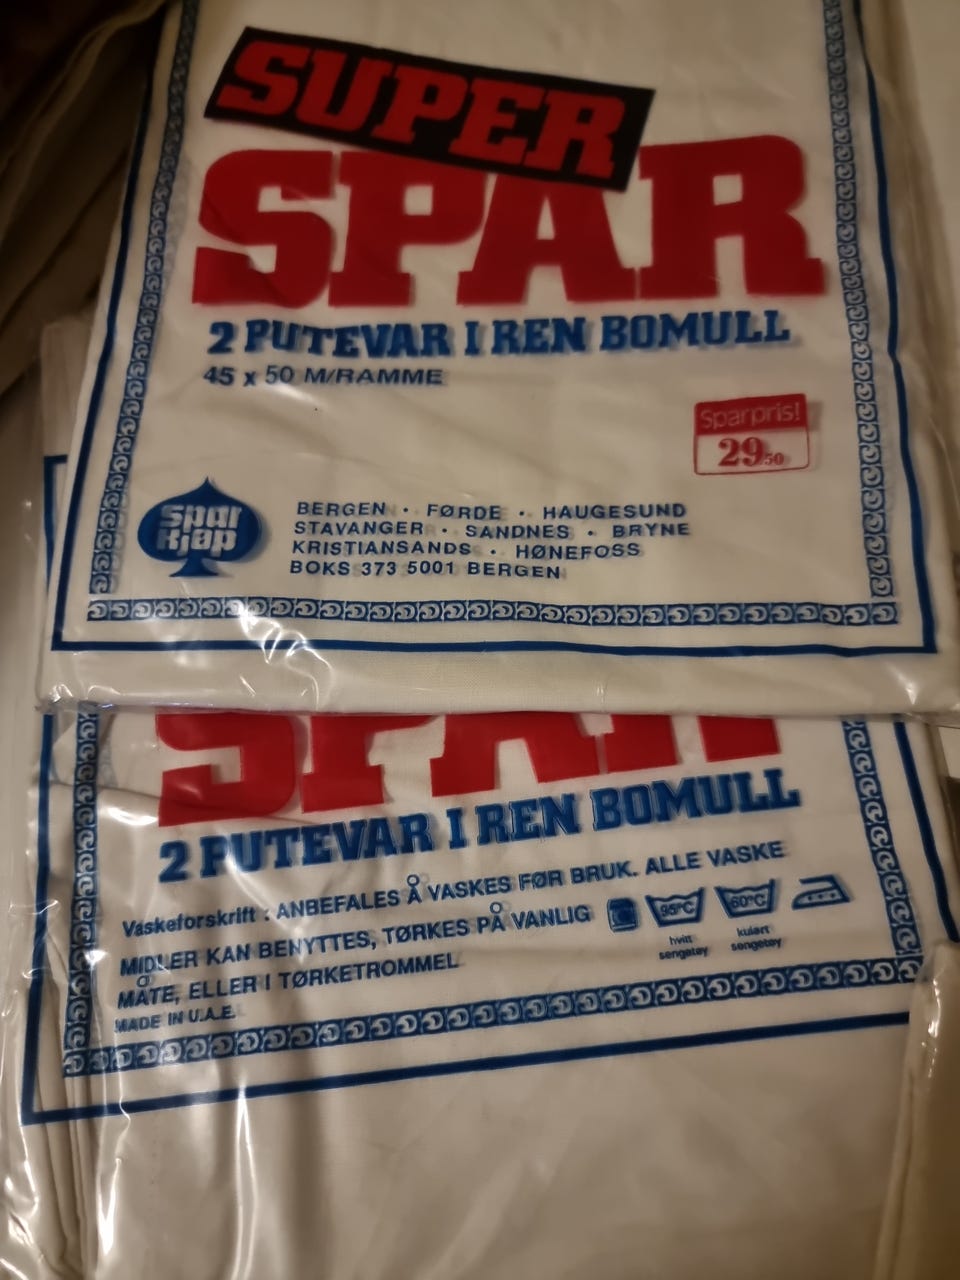 SUPER
SPAR
2 PUTEVAR I REN BOMULL
45 x 50 M/RAMME
Sparpris!
29.50
spar
kjøp
BERGEN · FØRDE · HAUGESUND
STAVANGER · SANDNES · BRYNE
KRISTIANSANDS · HØNEFOSS
BOKS 373 5001 BERGEN
SPAR
2 PUTEVAR I REN BOMULL
Vaskeforskrift : ANBEFALES Å VASKES FØR BRUK. ALLE VASKE
MIDLER KAN BENYTTES, TØRKES PÅ VANLIG
95°C
60°C
hvitt
sengetøy
kulørt
sengetøy
MÅTE, ELLER I TØRKETROMMEL
MADE IN U.A.E.